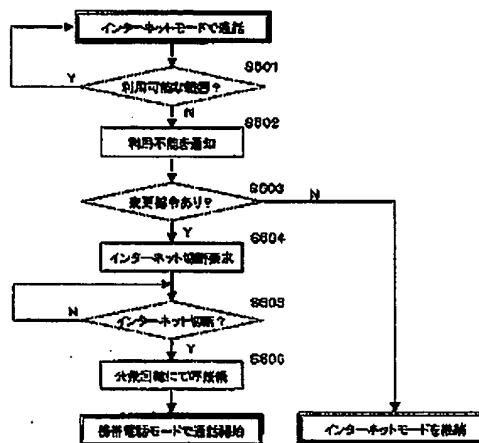 インターネットモードで通話
S601
利用可能な範囲？
Y
N
S602
利用不能を通知
S603
変更指令あり？
N
Y
S604
インターネット切断要求
S605
インターネット切断？
N
Y
S606
公衆回線にて呼接続
携帯電話モードで通話開始
インターネットモードを継続